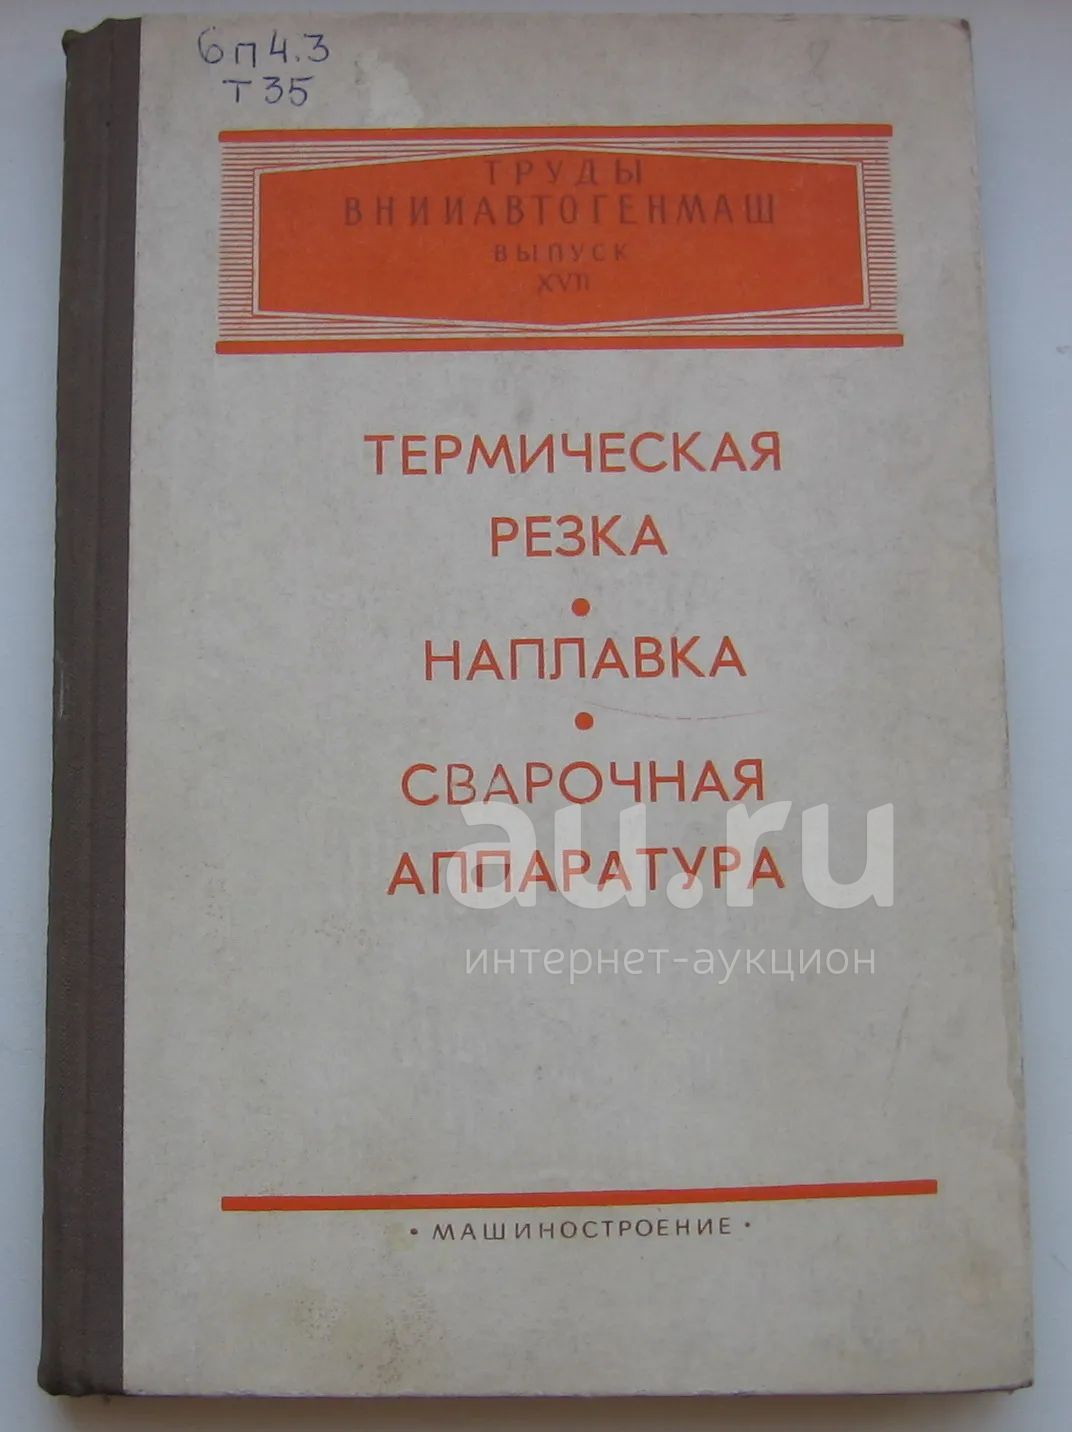 6п4.3
Т35
ТРУДЫ
ВНИИАВТОГЕНМАШ
ВЫПУСК
XVII
ТЕРМИЧЕСКАЯ
РЕЗКА
•
НАПЛАВКА
•
СВАРОЧНАЯ
АППАРАТУРА
au.ru
интернет-аукцион
• МАШИНОСТРОЕНИЕ •